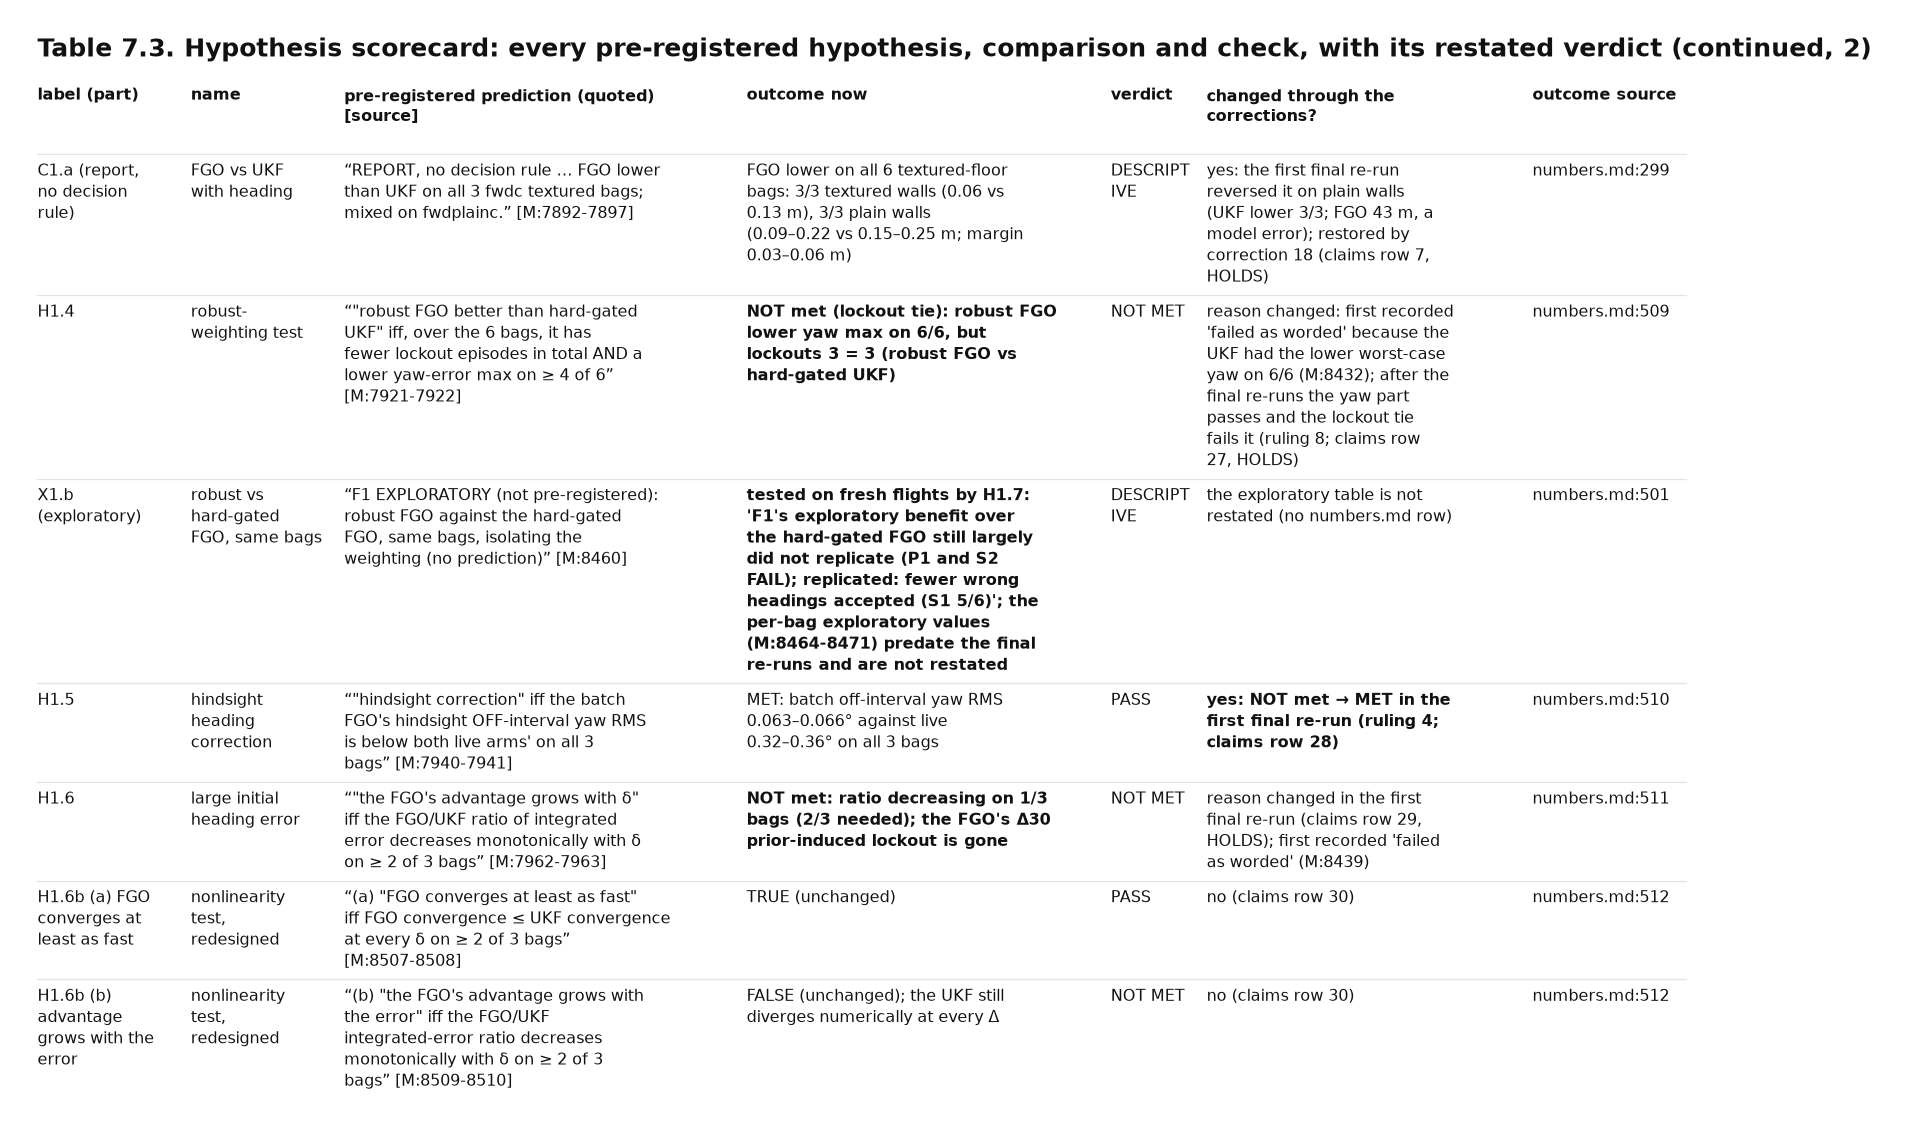 Table 7.3. Hypothesis scorecard: every pre-registered hypothesis, comparison and check, with its restated verdict (continued, 2)
label (part)
name
pre-registered prediction (quoted)
[source]
outcome now
verdict
changed through the
corrections?
outcome source
C1.a (report,
no decision
rule)
FGO vs UKF
with heading
“REPORT, no decision rule … FGO lower
than UKF on all 3 fwdc textured bags;
mixed on fwdplainc.” [M:7892-7897]
FGO lower on all 6 textured-floor
bags: 3/3 textured walls (0.06 vs
0.13 m), 3/3 plain walls
(0.09–0.22 vs 0.15–0.25 m; margin
0.03–0.06 m)
DESCRIPT
IVE
yes: the first final re-run
reversed it on plain walls
(UKF lower 3/3; FGO 43 m, a
model error); restored by
correction 18 (claims row 7,
HOLDS)
numbers.md:299
H1.4
robust-
weighting test
“"robust FGO better than hard-gated
UKF" iff, over the 6 bags, it has
fewer lockout episodes in total AND a
lower yaw-error max on ≥ 4 of 6”
[M:7921-7922]
NOT met (lockout tie): robust FGO
lower yaw max on 6/6, but
lockouts 3 = 3 (robust FGO vs
hard-gated UKF)
NOT MET
reason changed: first recorded
'failed as worded' because the
UKF had the lower worst-case
yaw on 6/6 (M:8432); after the
final re-runs the yaw part
passes and the lockout tie
fails it (ruling 8; claims row
27, HOLDS)
numbers.md:509
X1.b
(exploratory)
robust vs
hard-gated
FGO, same bags
“F1 EXPLORATORY (not pre-registered):
robust FGO against the hard-gated
FGO, same bags, isolating the
weighting (no prediction)” [M:8460]
tested on fresh flights by H1.7:
'F1's exploratory benefit over
the hard-gated FGO still largely
did not replicate (P1 and S2
FAIL); replicated: fewer wrong
headings accepted (S1 5/6)'; the
per-bag exploratory values
(M:8464-8471) predate the final
re-runs and are not restated
DESCRIPT
IVE
the exploratory table is not
restated (no numbers.md row)
numbers.md:501
H1.5
hindsight
heading
correction
“"hindsight correction" iff the batch
FGO's hindsight OFF-interval yaw RMS
is below both live arms' on all 3
bags” [M:7940-7941]
MET: batch off-interval yaw RMS
0.063–0.066° against live
0.32–0.36° on all 3 bags
PASS
yes: NOT met → MET in the
first final re-run (ruling 4;
claims row 28)
numbers.md:510
H1.6
large initial
heading error
“"the FGO's advantage grows with δ"
iff the FGO/UKF ratio of integrated
error decreases monotonically with δ
on ≥ 2 of 3 bags” [M:7962-7963]
NOT met: ratio decreasing on 1/3
bags (2/3 needed); the FGO's Δ30
prior-induced lockout is gone
NOT MET
reason changed in the first
final re-run (claims row 29,
HOLDS); first recorded 'failed
as worded' (M:8439)
numbers.md:511
H1.6b (a) FGO
converges at
least as fast
nonlinearity
test,
redesigned
“(a) "FGO converges at least as fast"
iff FGO convergence ≤ UKF convergence
at every δ on ≥ 2 of 3 bags”
[M:8507-8508]
TRUE (unchanged)
PASS
no (claims row 30)
numbers.md:512
H1.6b (b)
advantage
grows with the
error
nonlinearity
test,
redesigned
“(b) "the FGO's advantage grows with
the error" iff the FGO/UKF
integrated-error ratio decreases
monotonically with δ on ≥ 2 of 3
bags” [M:8509-8510]
FALSE (unchanged); the UKF still
diverges numerically at every Δ
NOT MET
no (claims row 30)
numbers.md:512